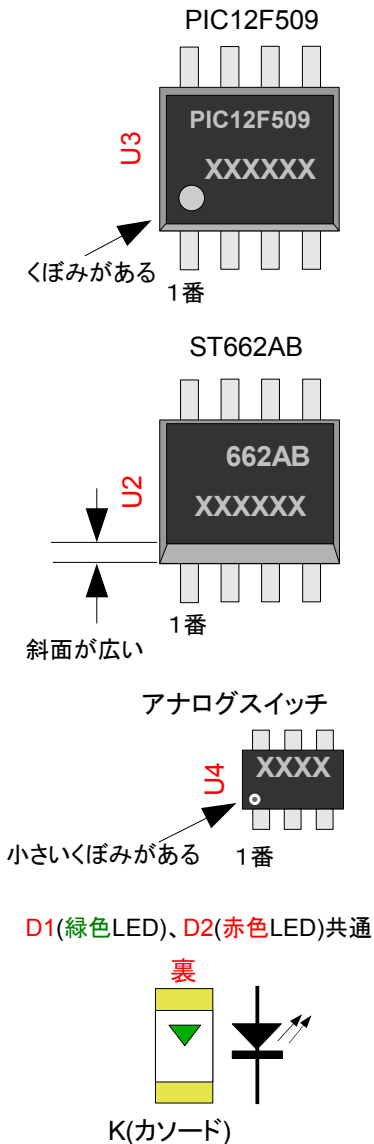 PIC12F509
PIC12F509
XXXXXX
U3
くぼみがある
1番
ST662AB
662AB
XXXXXX
U2
1番
斜面が広い
アナログスイッチ
XXXX
U4
小さいくぼみがある
1番
D1(緑色LED)、D2(赤色LED)共通
裏
K(カソード)